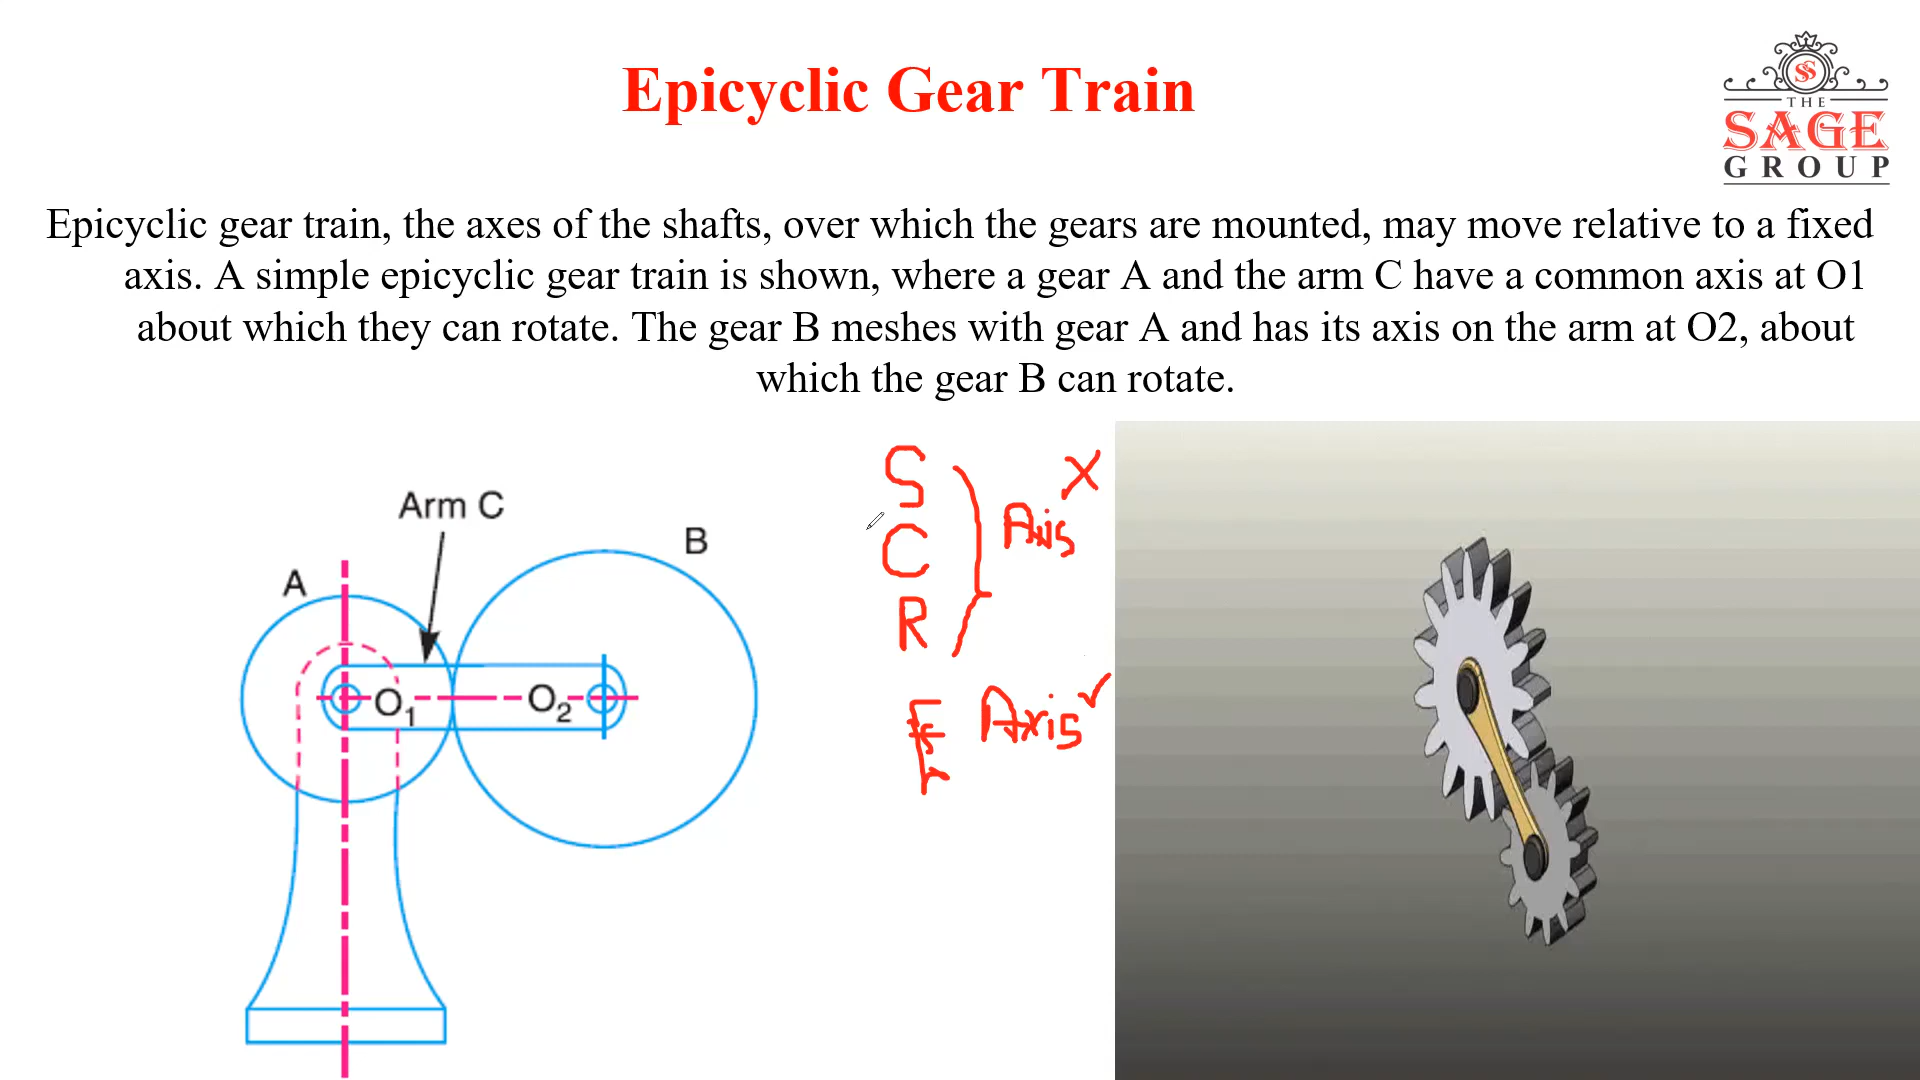 Epicyclic Gear Train
SS
THE
SAGE
GROUP
Epicyclic gear train, the axes of the shafts, over which the gears are mounted, may move relative to a fixed
axis. A simple epicyclic gear train is shown, where a gear A and the arm C have a common axis at O1
about which they can rotate. The gear B meshes with gear A and has its axis on the arm at O2, about
which the gear B can rotate.
Arm C
A
B
O1
O2
S
C
R
Axis X
Axis ✓